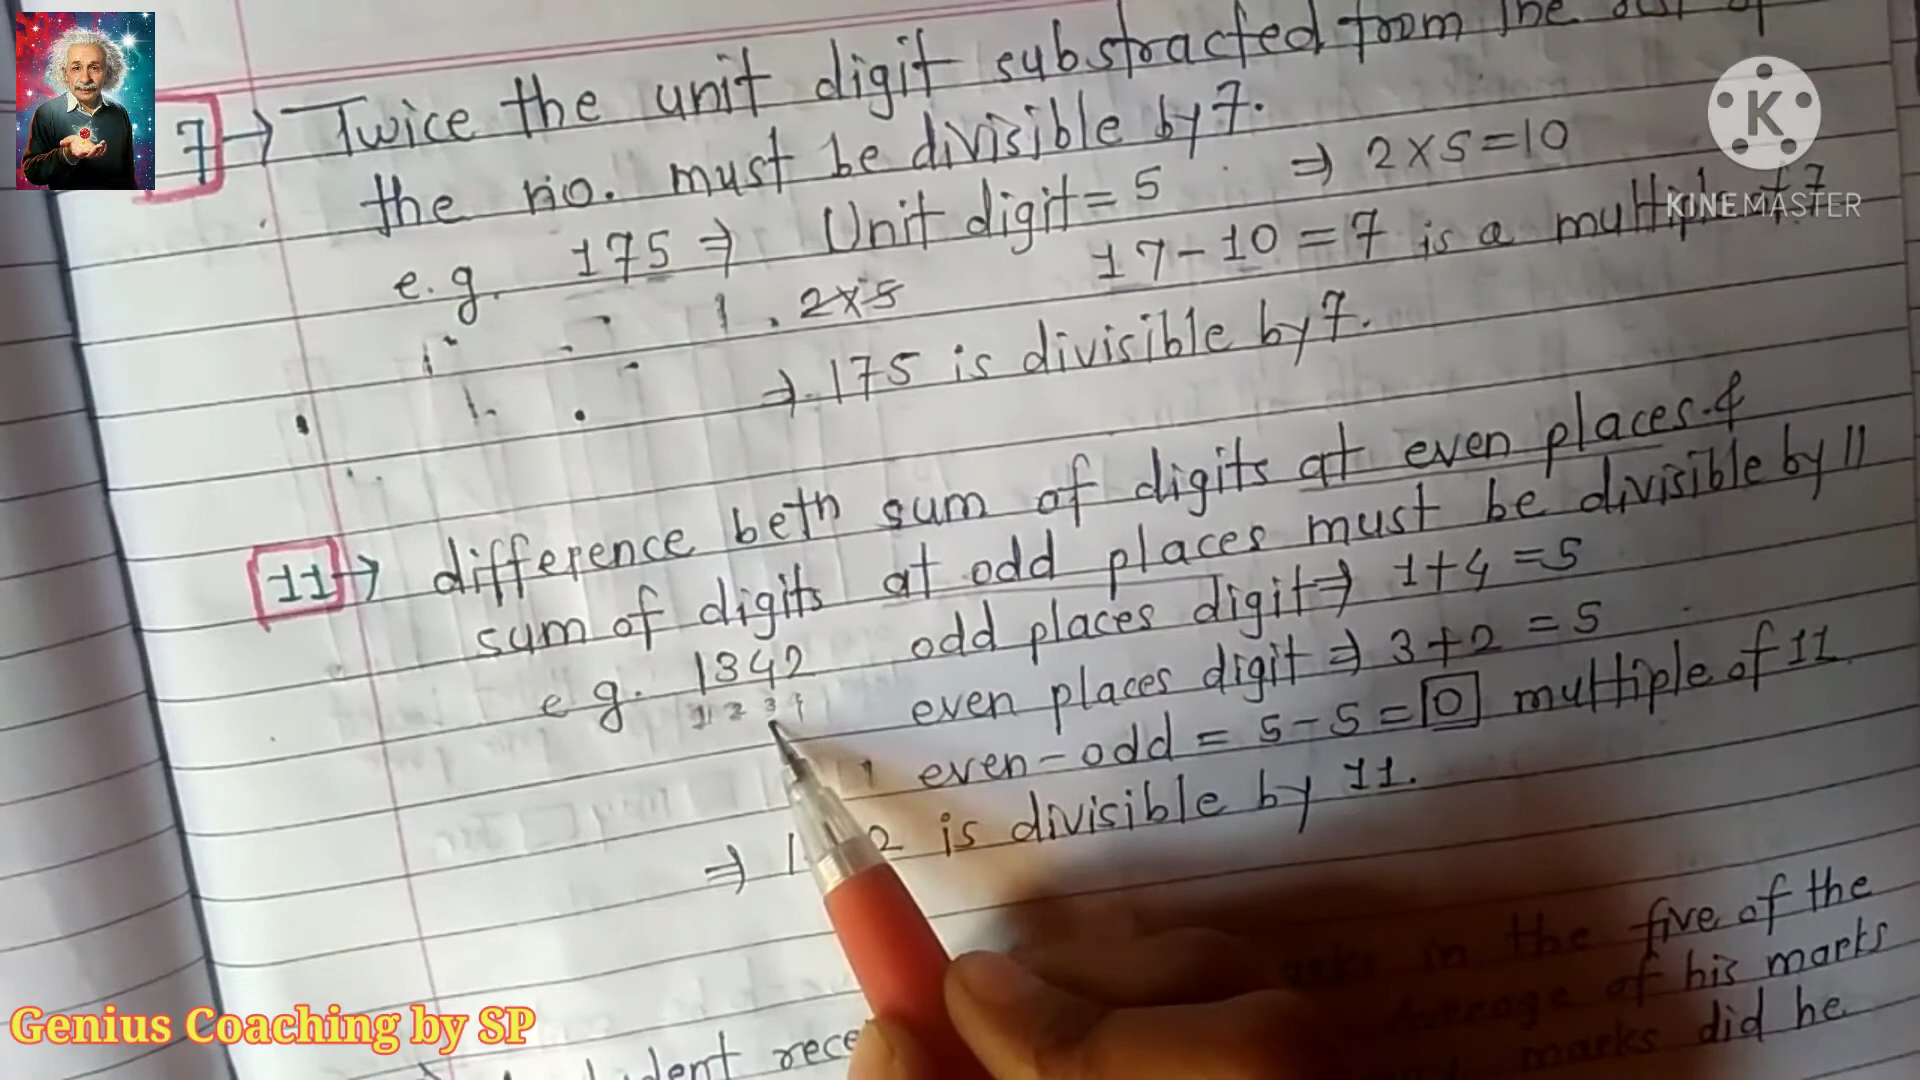 7 → Twice the unit digit substracted from the of
the no. must be divisible by 7.
e.g. 175 ⇒ Unit digit = 5 ⇒ 2×5=10
17-10=7 is a multiple of 7
2×5
⇒ 175 is divisible by 7.
11 → difference betn sum of digits at even places &
sum of digits at odd places must be divisible by 11
e g. 1342 odd places digit ⇒ 1+4=5
1 2 3 4 even places digit ⇒ 3+2=5
even-odd = 5-5=0 multiple of 11
⇒ 1 2 is divisible by 11.
in the five of the
average of his marks
marks did he
KINEMASTER
Genius Coaching by SP